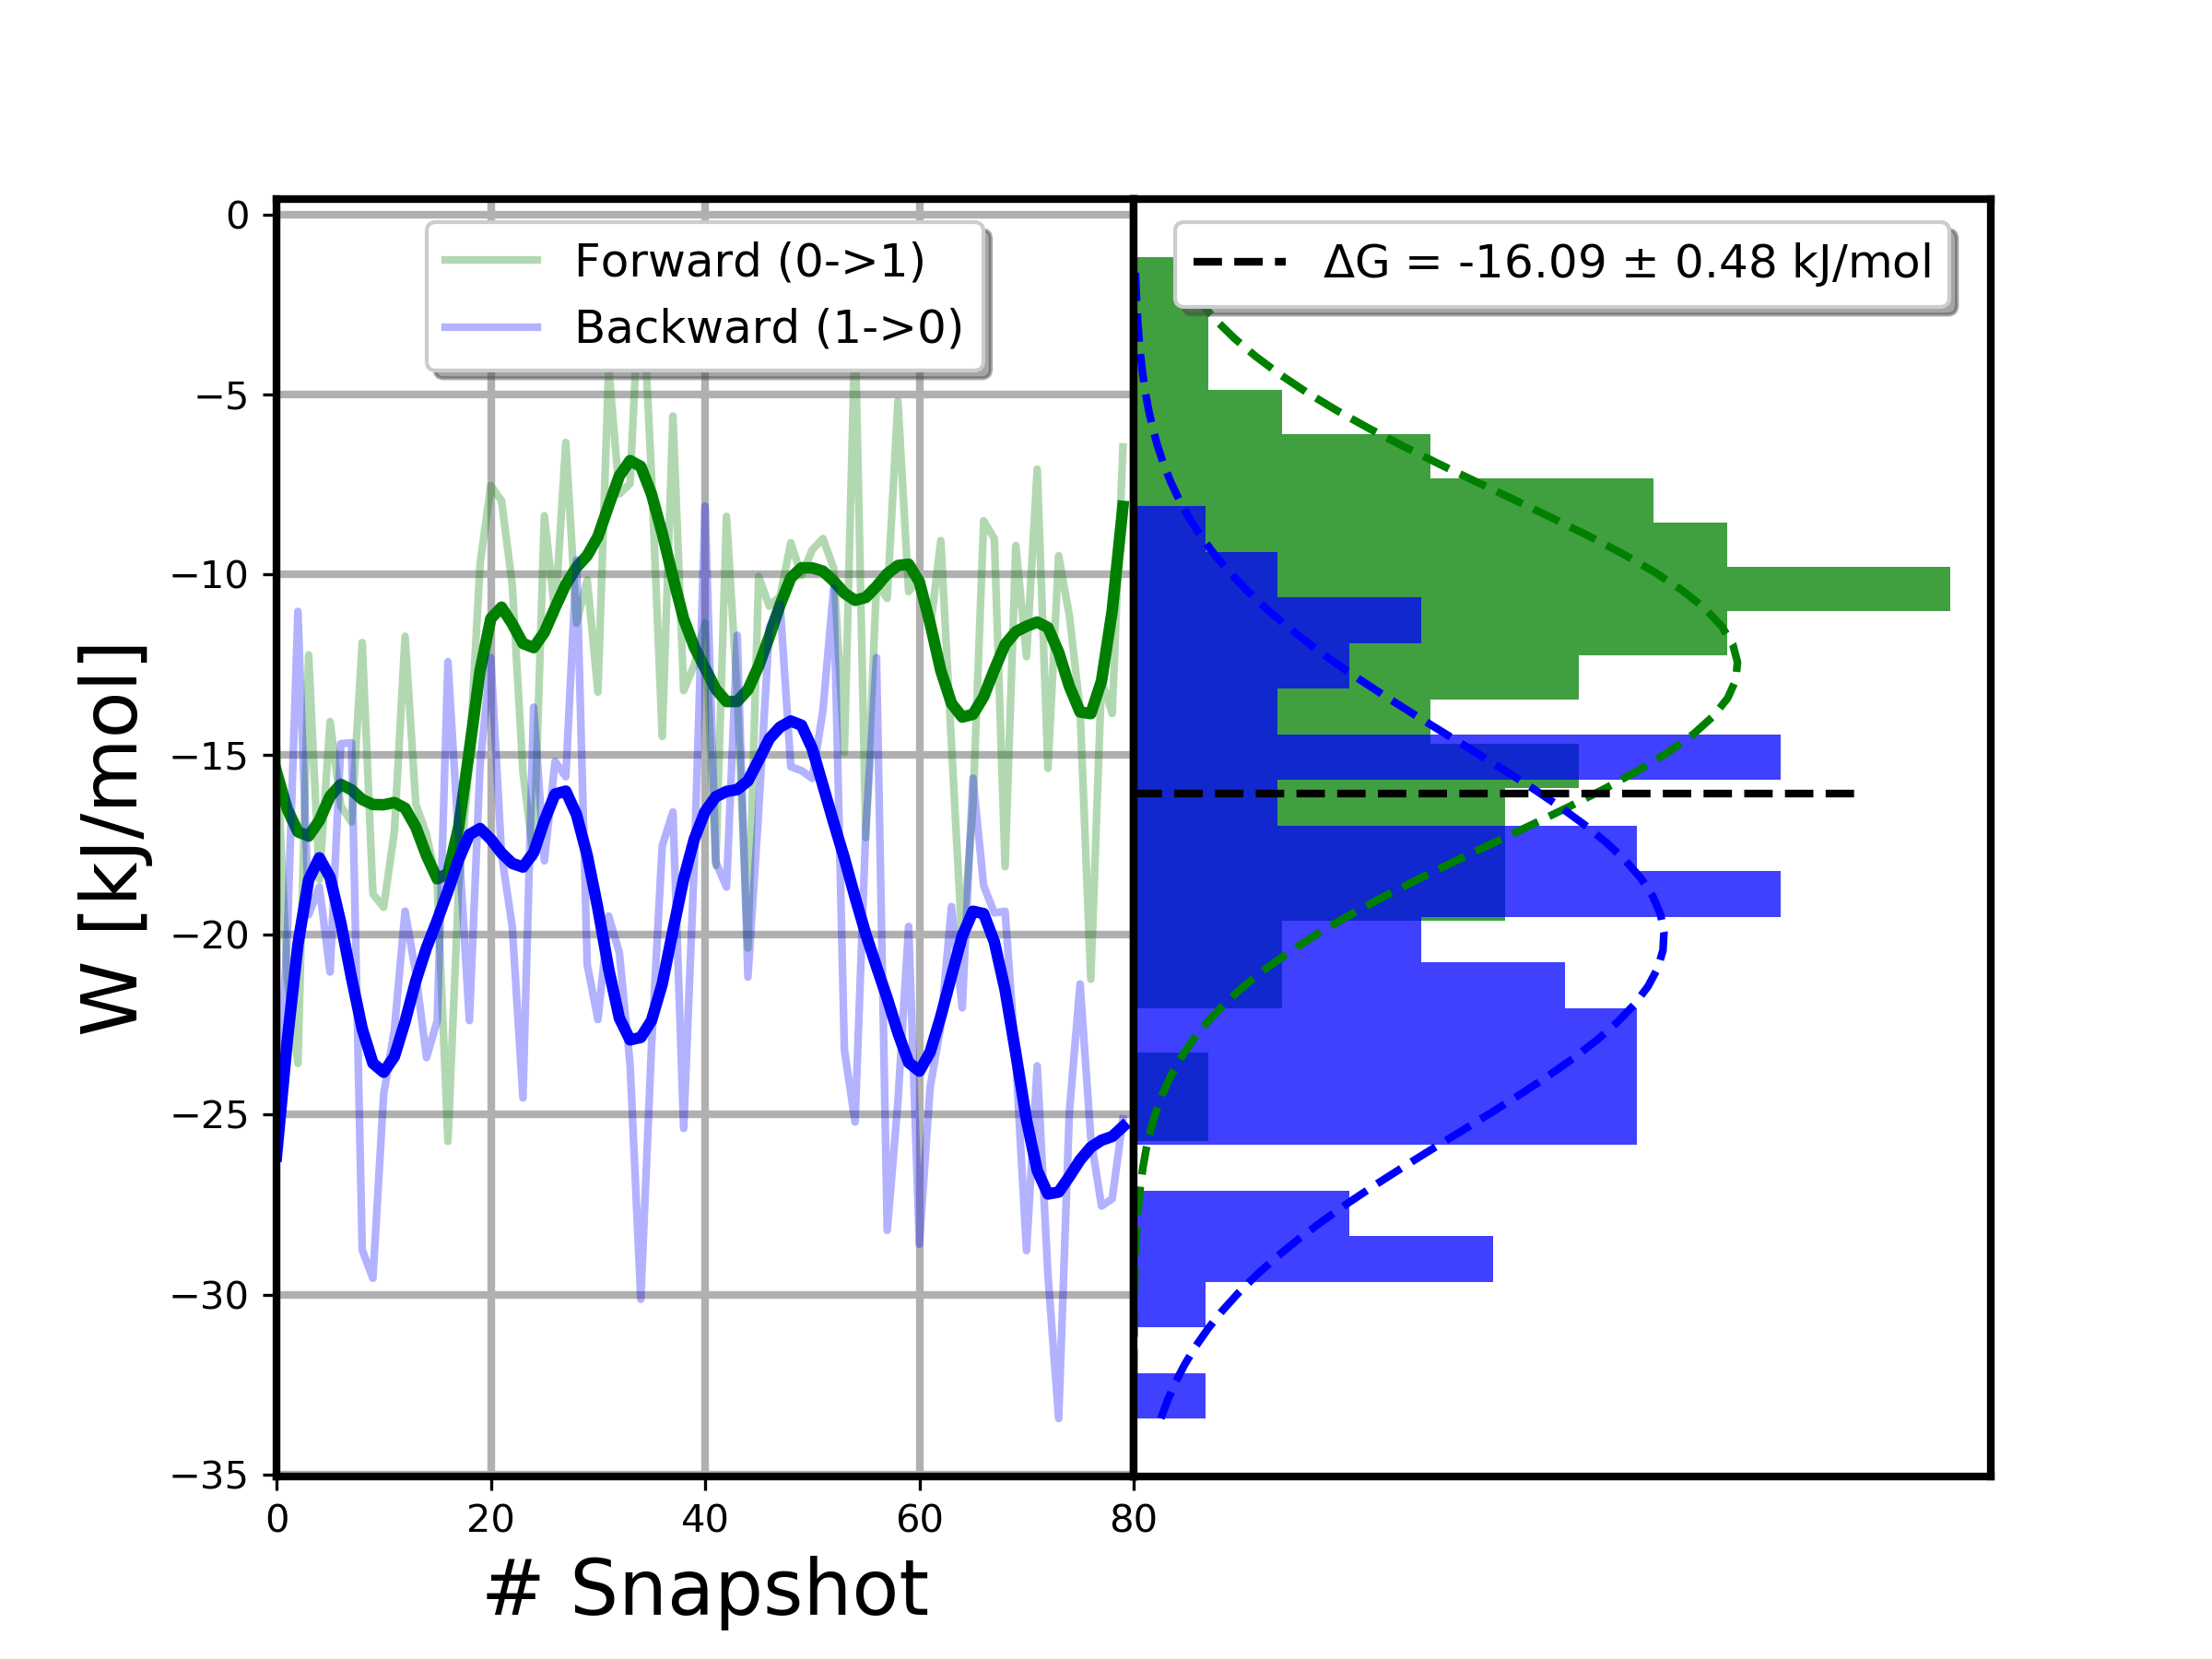 Forward (0->1)
Backward (1->0)
ΔG = -16.09 ± 0.48 kJ/mol
W [kJ/mol]
0
−5
−10
−15
−20
−25
−30
−35
0 20 40 60 80
# Snapshot